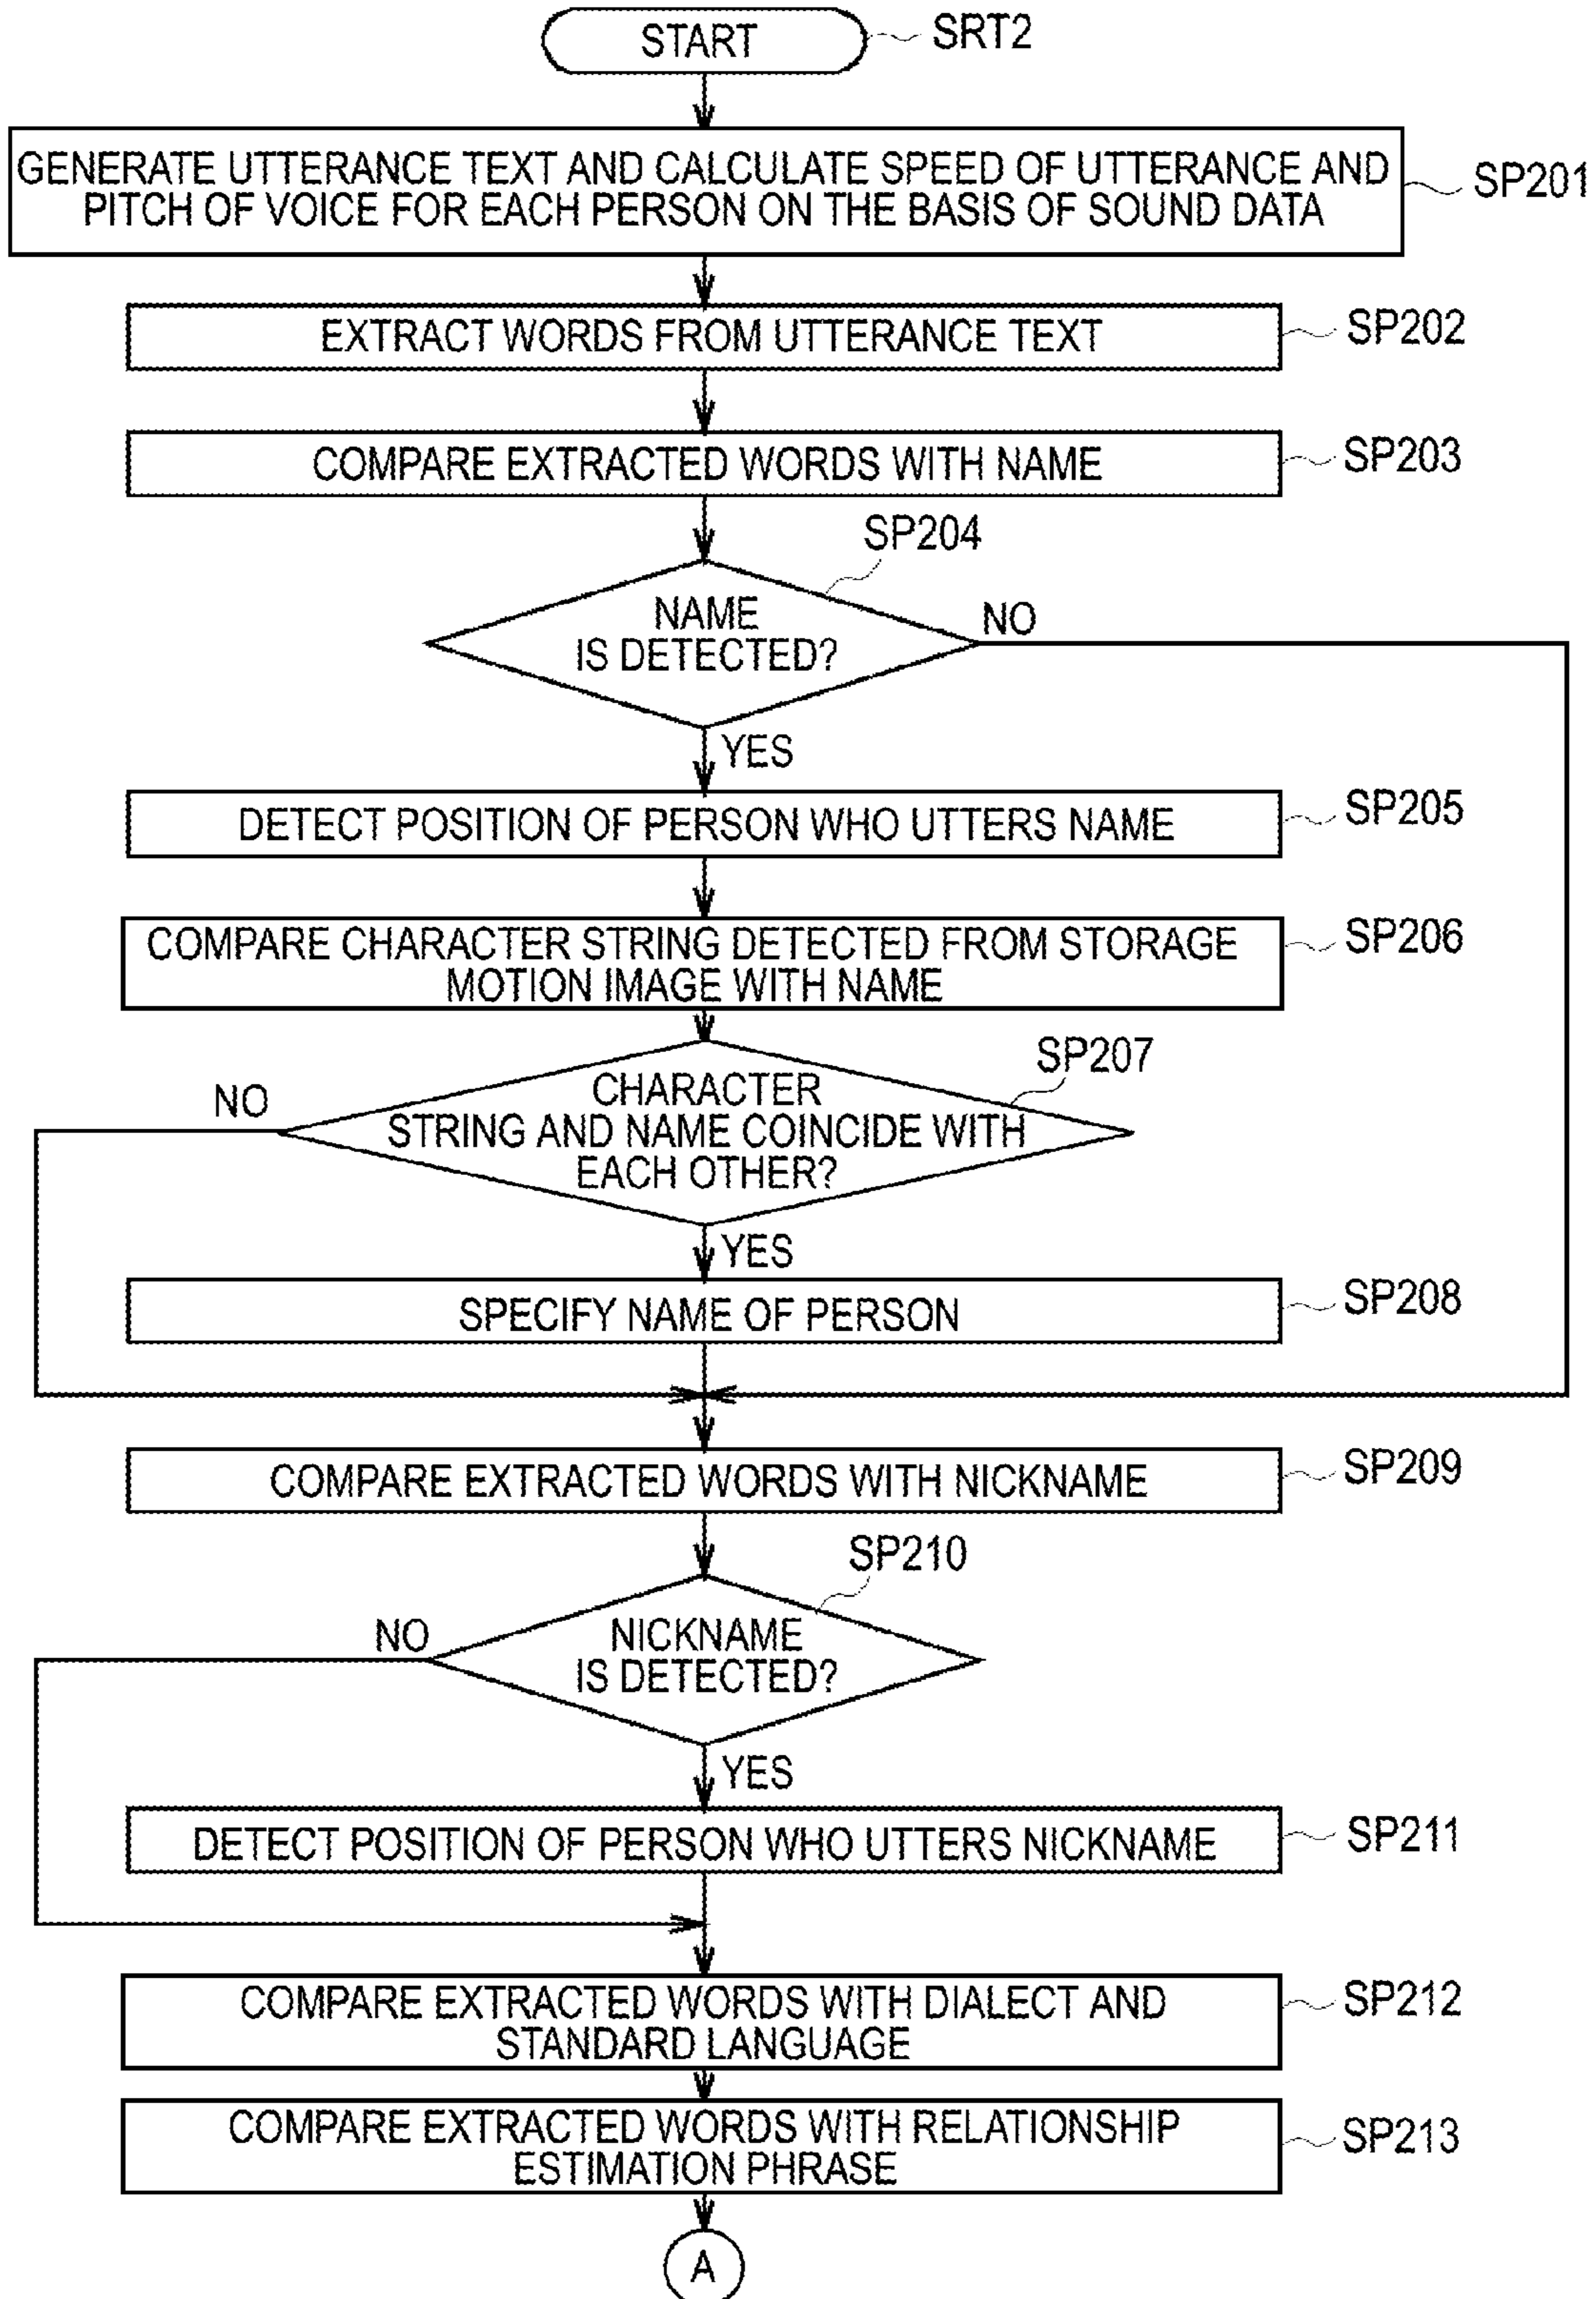 START
SRT2
GENERATE UTTERANCE TEXT AND CALCULATE SPEED OF UTTERANCE AND
PITCH OF VOICE FOR EACH PERSON ON THE BASIS OF SOUND DATA
SP201
EXTRACT WORDS FROM UTTERANCE TEXT
SP202
COMPARE EXTRACTED WORDS WITH NAME
SP203
SP204
NAME
IS DETECTED?
NO
YES
DETECT POSITION OF PERSON WHO UTTERS NAME
SP205
COMPARE CHARACTER STRING DETECTED FROM STORAGE
MOTION IMAGE WITH NAME
SP206
SP207
NO
CHARACTER
STRING AND NAME COINCIDE WITH
EACH OTHER?
YES
SPECIFY NAME OF PERSON
SP208
COMPARE EXTRACTED WORDS WITH NICKNAME
SP209
SP210
NO
NICKNAME
IS DETECTED?
YES
DETECT POSITION OF PERSON WHO UTTERS NICKNAME
SP211
COMPARE EXTRACTED WORDS WITH DIALECT AND
STANDARD LANGUAGE
SP212
COMPARE EXTRACTED WORDS WITH RELATIONSHIP
ESTIMATION PHRASE
SP213
A